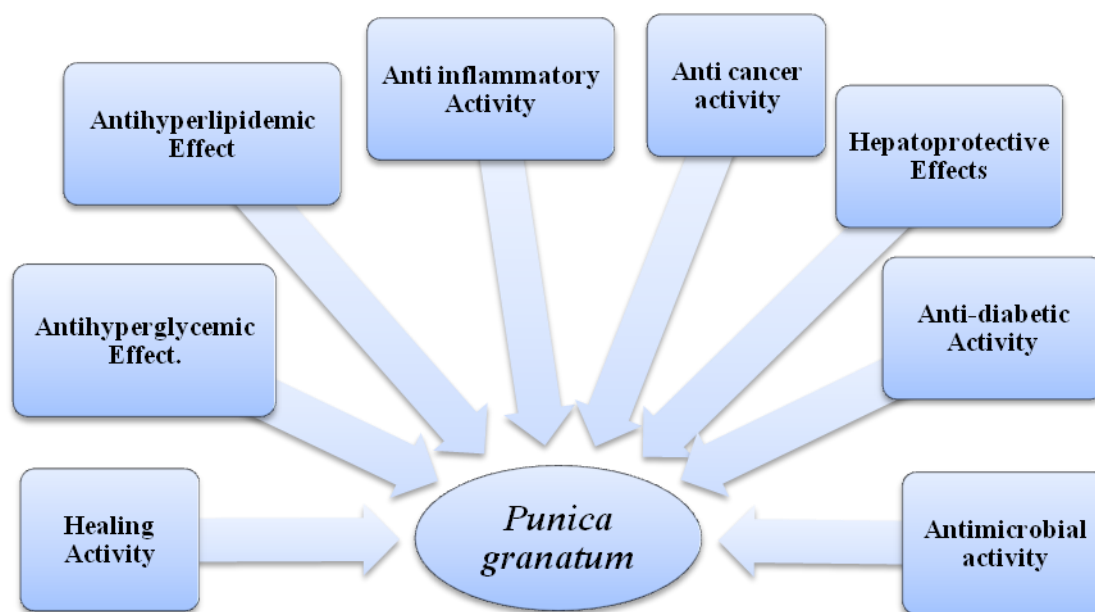 Anti inflammatory
Activity
Anti cancer
activity
Antihyperlipidemic
Effect
Hepatoprotective
Effects
Antihyperglycemic
Effect.
Anti-diabetic
Activity
Healing
Activity
Punica
granatum
Antimicrobial
activity